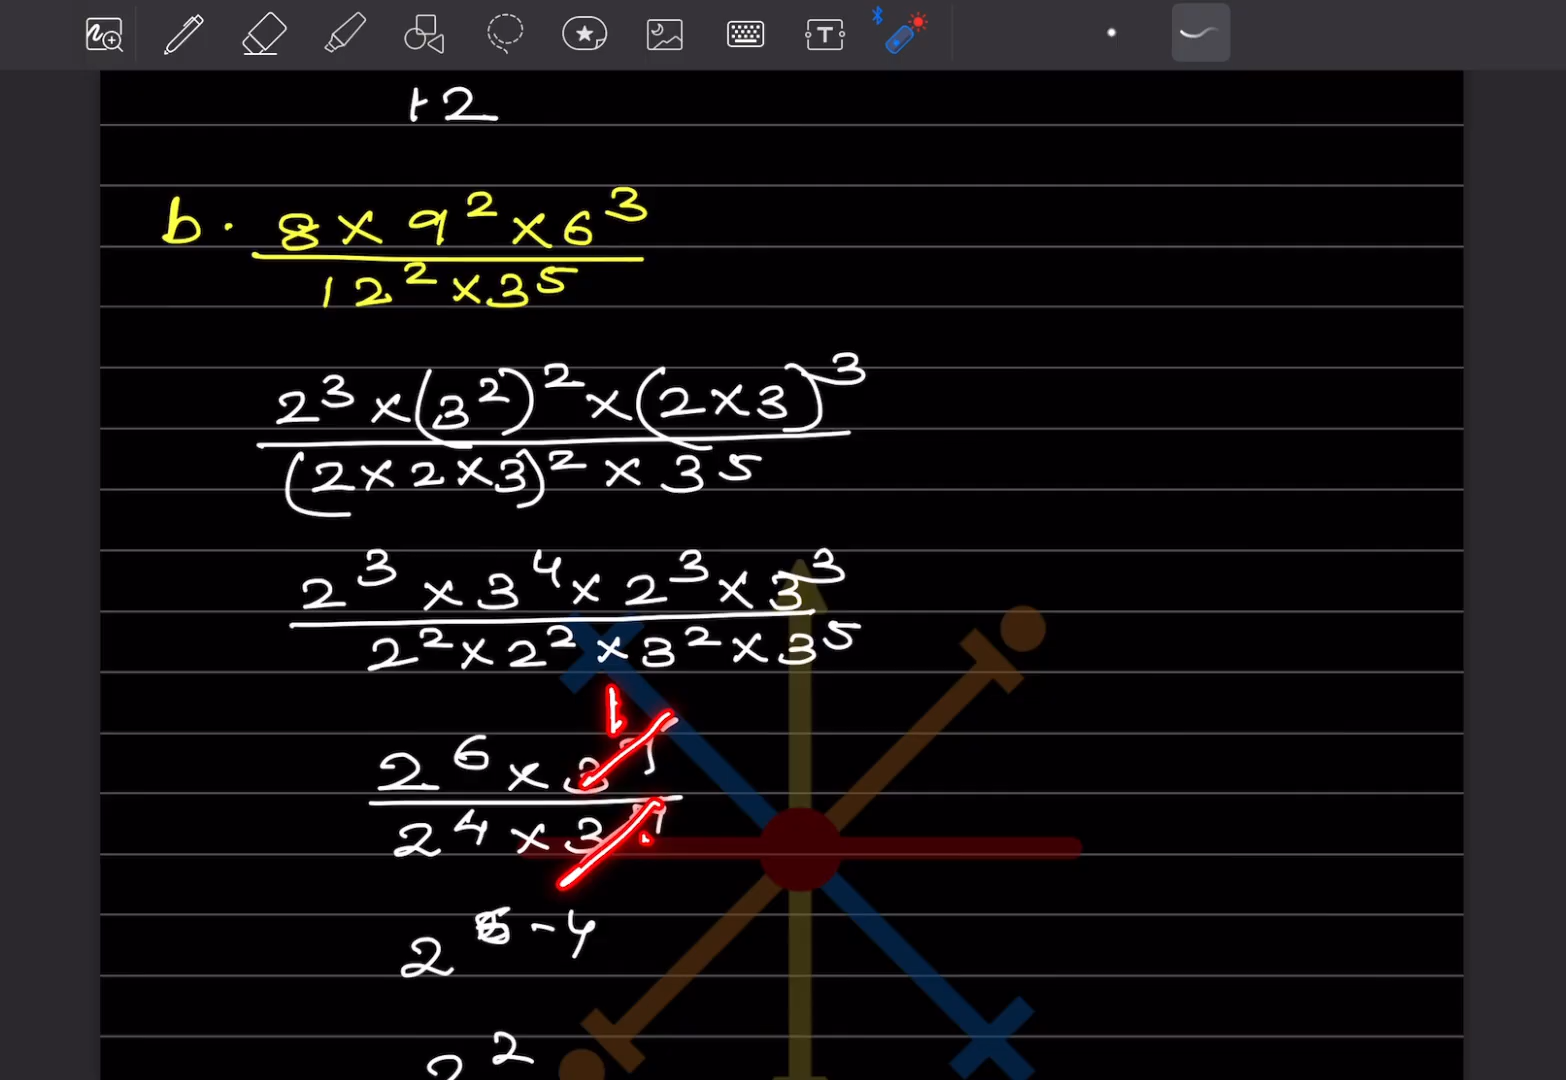 12
b. 8 × 9² × 6³
12² × 3⁵
2³ × (3²)² × (2 × 3)³
(2 × 2 × 3)² × 3⁵
2³ × 3⁴ × 2³ × 3³
2² × 2² × 3² × 3⁵
1
2⁶ × 3⁷
2⁴ × 3⁷
2⁶⁻⁴
2²